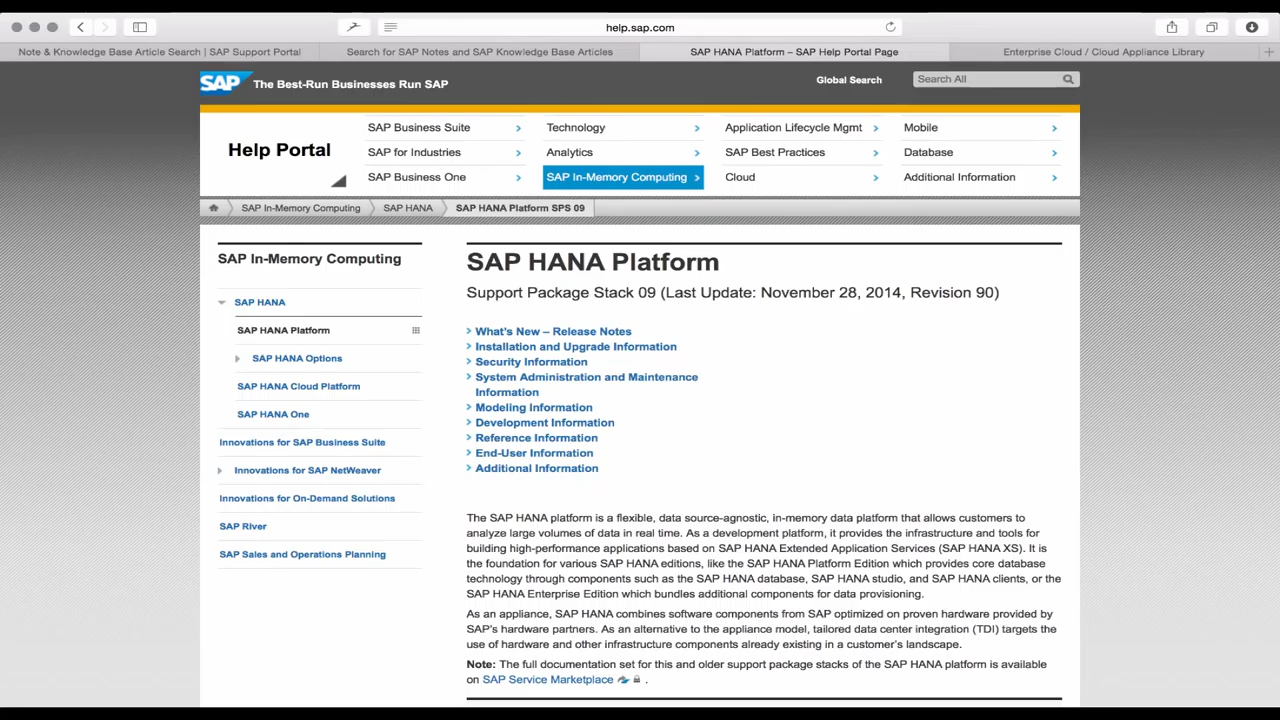 help.sap.com
Note & Knowledge Base Article Search | SAP Support Portal
Search for SAP Notes and SAP Knowledge Base Articles
SAP HANA Platform – SAP Help Portal Page
Enterprise Cloud / Cloud Appliance Library
SAP The Best-Run Businesses Run SAP
Global Search
Search All
Help Portal
SAP Business Suite
Technology
Application Lifecycle Mgmt
Mobile
SAP for Industries
Analytics
SAP Best Practices
Database
SAP Business One
SAP In-Memory Computing
Cloud
Additional Information
SAP In-Memory Computing
SAP HANA
SAP HANA Platform SPS 09
SAP In-Memory Computing
SAP HANA
SAP HANA Platform
SAP HANA Options
SAP HANA Cloud Platform
SAP HANA One
Innovations for SAP Business Suite
Innovations for SAP NetWeaver
Innovations for On-Demand Solutions
SAP River
SAP Sales and Operations Planning
SAP HANA Platform
Support Package Stack 09 (Last Update: November 28, 2014, Revision 90)
What's New – Release Notes
Installation and Upgrade Information
Security Information
System Administration and Maintenance
Information
Modeling Information
Development Information
Reference Information
End-User Information
Additional Information
The SAP HANA platform is a flexible, data source-agnostic, in-memory data platform that allows customers to
analyze large volumes of data in real time. As a development platform, it provides the infrastructure and tools for
building high-performance applications based on SAP HANA Extended Application Services (SAP HANA XS). It is
the foundation for various SAP HANA editions, like the SAP HANA Platform Edition which provides core database
technology through components such as the SAP HANA database, SAP HANA studio, and SAP HANA clients, or the
SAP HANA Enterprise Edition which bundles additional components for data provisioning.
As an appliance, SAP HANA combines software components from SAP optimized on proven hardware provided by
SAP's hardware partners. As an alternative to the appliance model, tailored data center integration (TDI) targets the
use of hardware and other infrastructure components already existing in a customer's landscape.
Note: The full documentation set for this and older support package stacks of the SAP HANA platform is available
on SAP Service Marketplace .